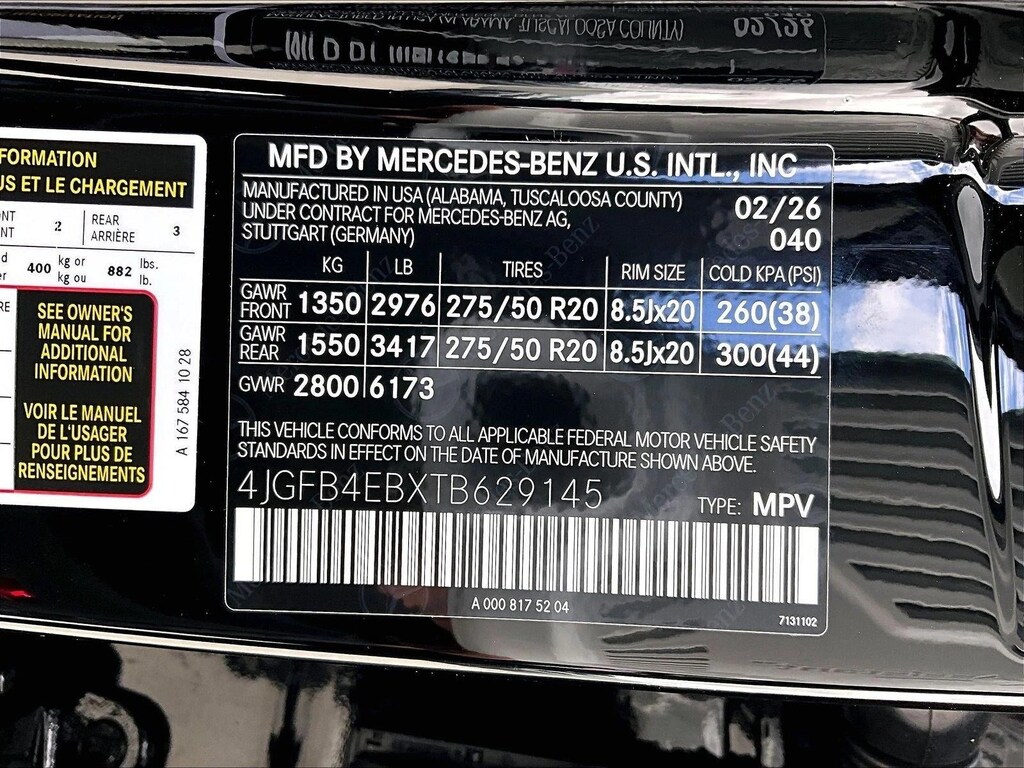 FORMATION
US ET LE CHARGEMENT
2
REAR
ARRIÈRE
3
400
kg or
kg ou
882
lbs.
lb.
SEE OWNER'S
MANUAL FOR
ADDITIONAL
INFORMATION
VOIR LE MANUEL
DE L'USAGER
POUR PLUS DE
RENSEIGNEMENTS
A 167 584 10 28
MFD BY MERCEDES-BENZ U.S. INTL., INC
MANUFACTURED IN USA (ALABAMA, TUSCALOOSA COUNTY)
UNDER CONTRACT FOR MERCEDES-BENZ AG,
STUTTGART (GERMANY)
02/26
040
KG LB TIRES RIM SIZE COLD KPA(PSI)
GAWR FRONT 1350 2976 275/50 R20 8.5Jx20 260(38)
GAWR REAR 1550 3417 275/50 R20 8.5Jx20 300(44)
GVWR 2800 6173
THIS VEHICLE CONFORMS TO ALL APPLICABLE FEDERAL MOTOR VEHICLE SAFETY
STANDARDS IN EFFECT ON THE DATE OF MANUFACTURE SHOWN ABOVE.
4JGFB4EBXTB629145
TYPE: MPV
A 000 817 52 04
7131102